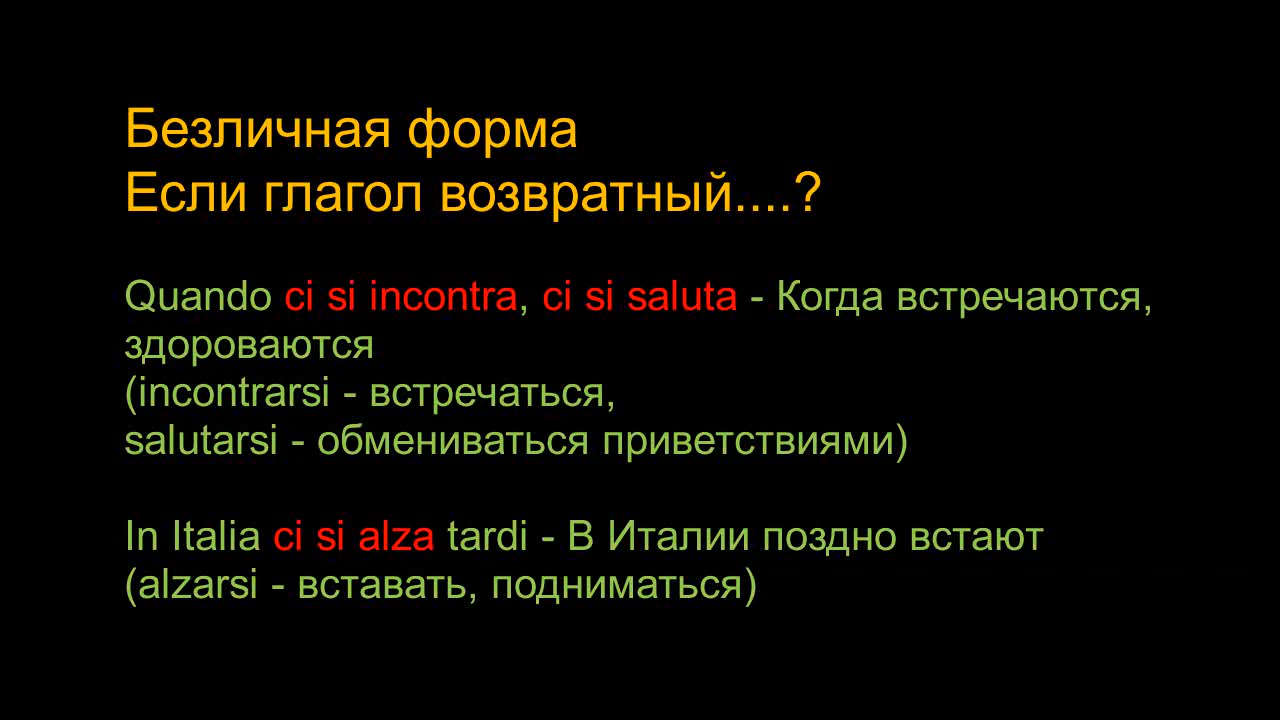 Безличная форма
Если глагол возвратный....?
Quando ci si incontra, ci si saluta - Когда встречаются,
здороваются
(incontrarsi - встречаться,
salutarsi - обмениваться приветствиями)
In Italia ci si alza tardi - В Италии поздно встают
(alzarsi - вставать, подниматься)